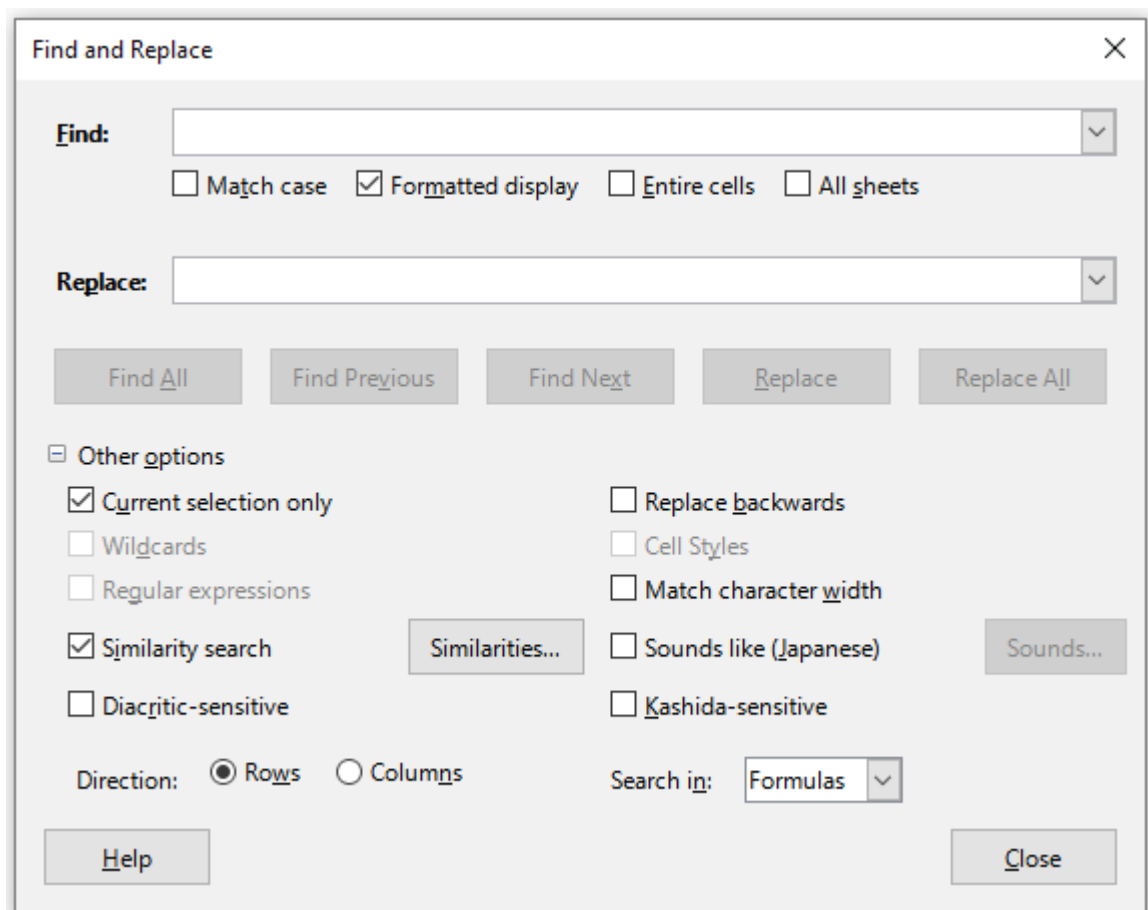 Find and Replace
Find:
Match case Formatted display Entire cells All sheets
Replace:
Find All Find Previous Find Next Replace Replace All
Other options
Current selection only Replace backwards
Wildcards Cell Styles
Regular expressions Match character width
Similarity search Similarities... Sounds like (Japanese) Sounds...
Diacritic-sensitive Kashida-sensitive
Direction: Rows Columns Search in: Formulas
Help Close